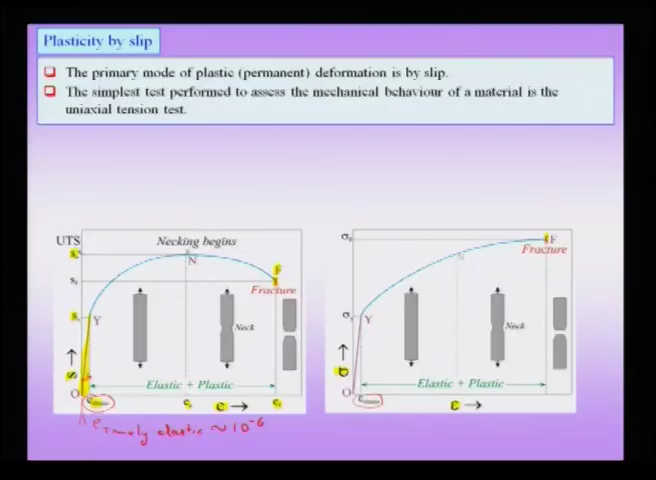 Plasticity by slip
The primary mode of plastic (permanent) deformation is by slip.
The simplest test performed to assess the mechanical behaviour of a material is the
uniaxial tension test.
UTS
Necking begins
N
F
Fracture
Y
Neck
Elastic + Plastic
O
e
F
Fracture
N
Y
Neck
Elastic + Plastic
O
ε
elastic ~ 10⁻⁶